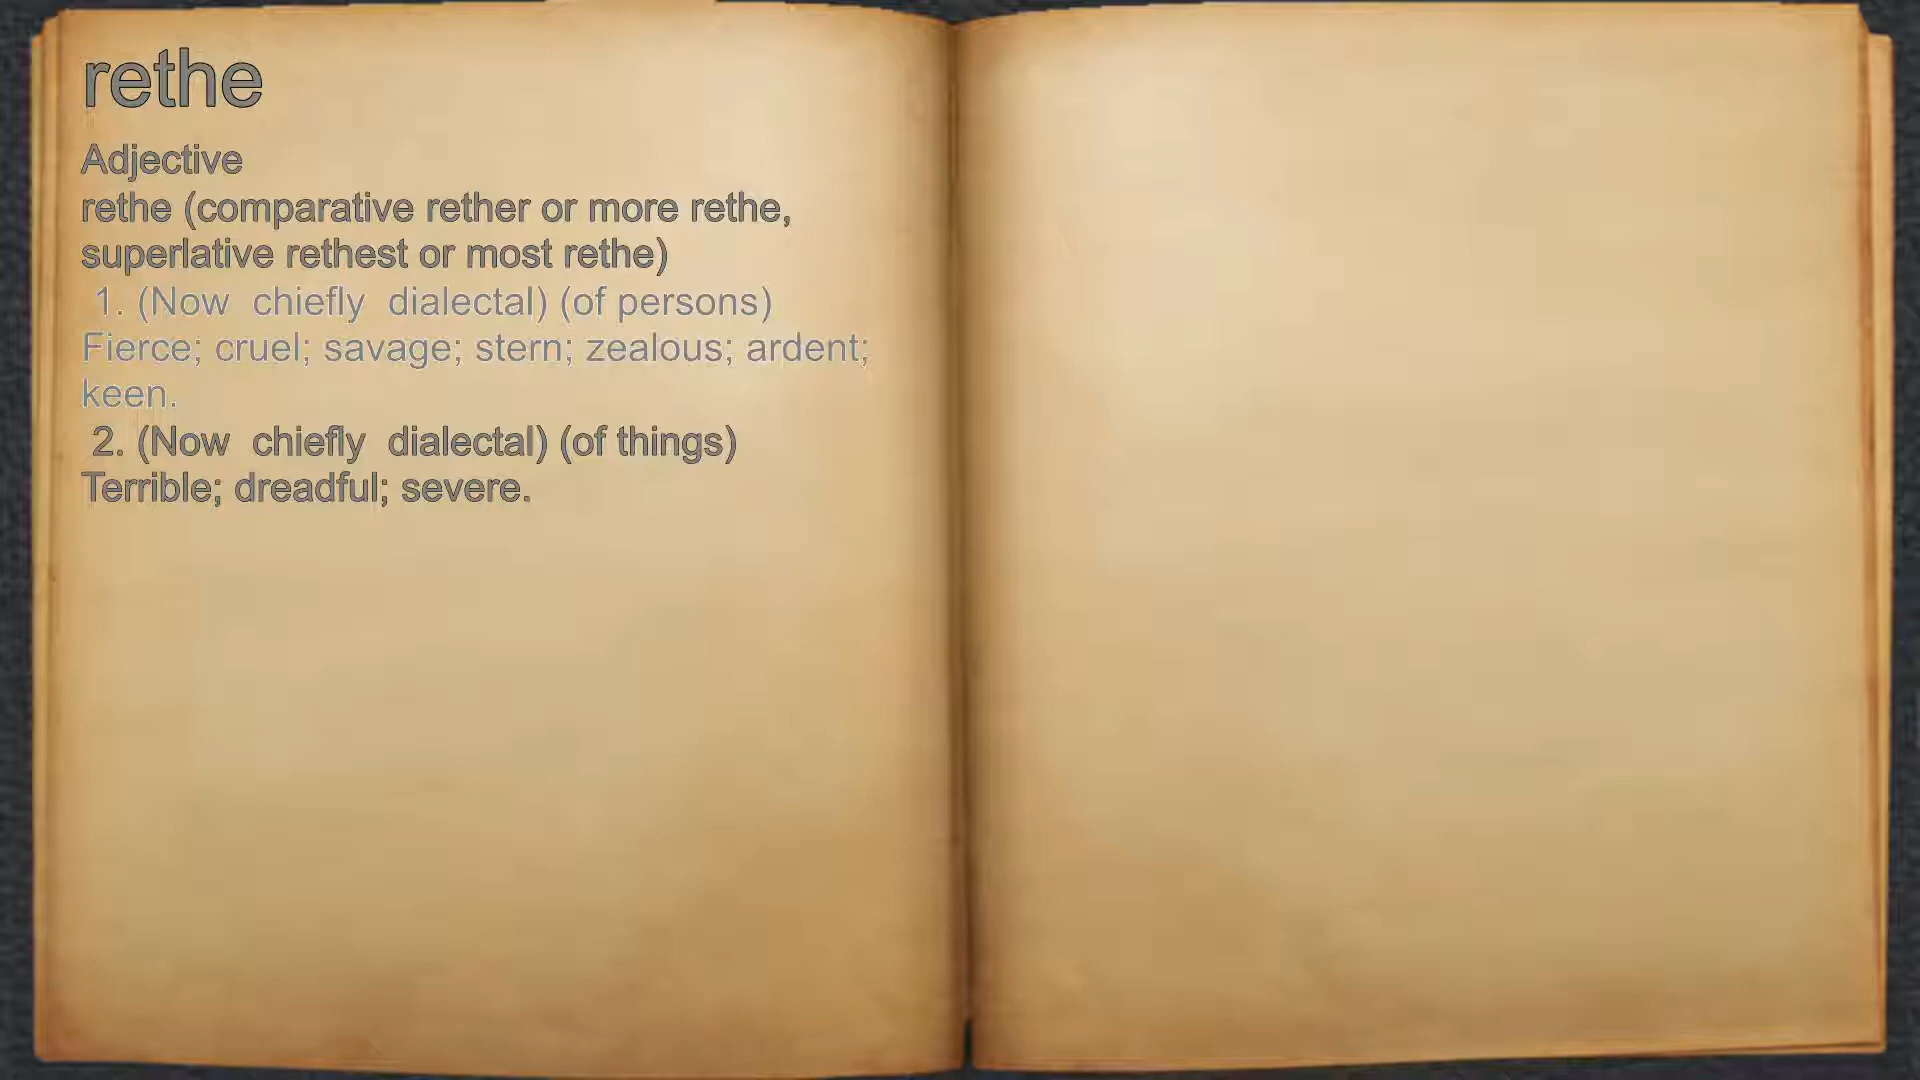 rethe
Adjective
rethe (comparative rether or more rethe,
superlative rethest or most rethe)
1. (Now chiefly dialectal) (of persons)
Fierce; cruel; savage; stern; zealous; ardent;
keen.
2. (Now chiefly dialectal) (of things)
Terrible; dreadful; severe.